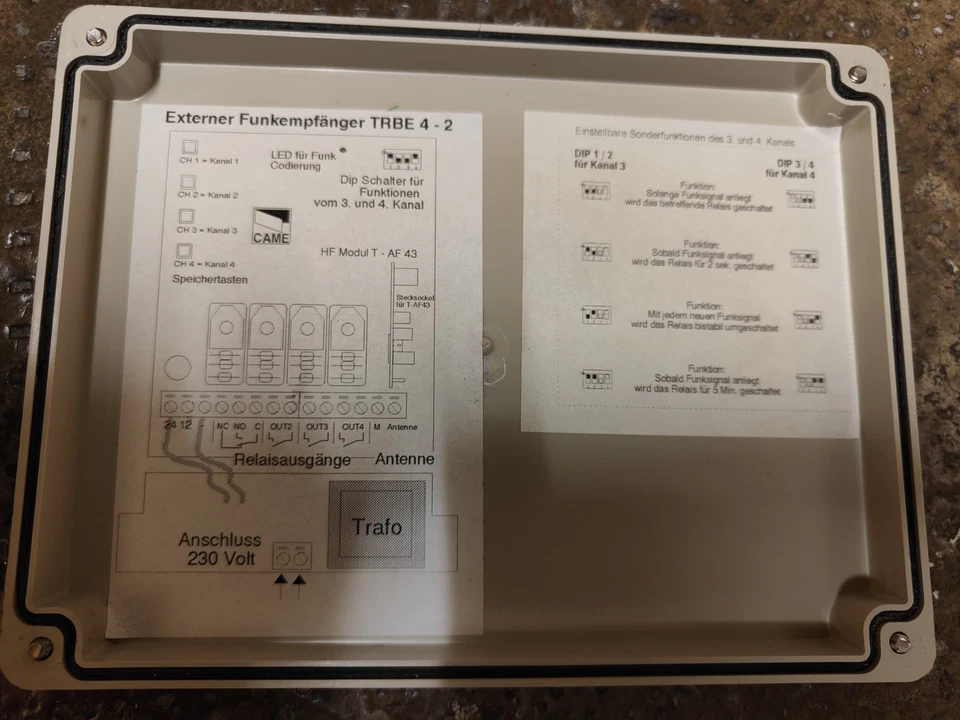 Externer Funkempfänger TRBE 4 - 2
CH 1 = Kanal 1
CH 2 = Kanal 2
CH 3 = Kanal 3
CH 4 = Kanal 4
Speichertasten
LED für Funk
Codierung
1 2 3 4
Dip Schalter für
Funktionen
vom 3. und 4. Kanal
CAME
HF Modul T - AF 43
Stecksockel
für T-AF43
24 12 - NC NO C OUT2 OUT3 OUT4 M Antenne
Relaisausgänge Antenne
Anschluss
230 Volt
Trafo
Einstellbare Sonderfunktionen des 3. und 4. Kanals
DIP 1 / 2
für Kanal 3
DIP 3 / 4
für Kanal 4
Funktion:
Solange Funksignal anliegt
wird das betreffende Relais geschaltet
Funktion:
Sobald Funksignal anliegt
wird das Relais für 2 sek. geschaltet
Funktion:
Mit jedem neuen Funksignal
wird das Relais bistabil umgeschaltet
Funktion:
Sobald Funksignal anliegt
wird das Relais für 5 Min. geschaltet